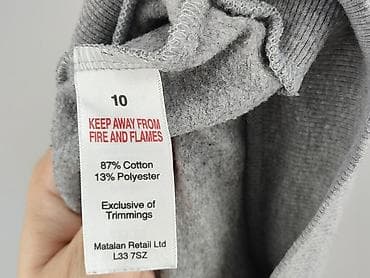 10
KEEP AWAY FROM
FIRE AND FLAMES
87% Cotton
13% Polyester
Exclusive of
Trimmings
Matalan Retail Ltd
L33 7SZ